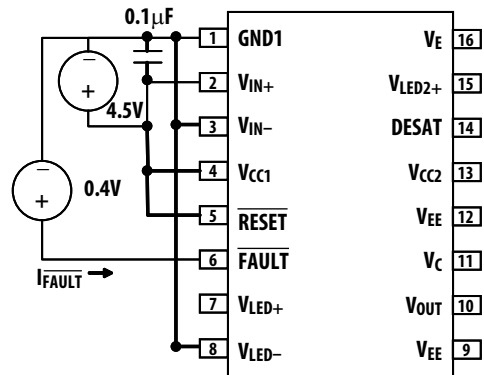 0.1µF
1 GND1 VE 16
2 VIN+ VLED2+ 15
4.5V
3 VIN– DESAT 14
4 VCC1 VCC2 13
0.4V
5 RESET VEE 12
6 FAULT VC 11
IFAULT
7 VLED+ VOUT 10
8 VLED– VEE 9